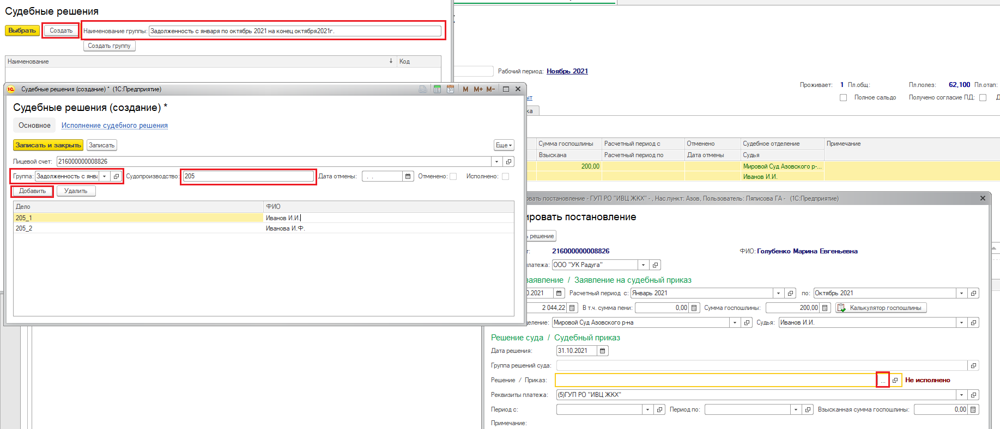 Судебные решения
Выбрать Создать Наименование группы: Задолженность с января по октябрь 2021 на конец октября2021г.
Создать группу
Наименование ↓ Код
Судебные решения (создание) * (1С:Предприятие) M M+ M-
Судебные решения (создание) *
Основное Исполнение судебного решения
Записать и закрыть Записать Еще
Лицевой счет: 216000000008826
Группа: Задолженность с янва Судопроизводство: 205 Дата отмены: . . Отменено: Исполнено:
Добавить Удалить
Дело ФИО
205_1 Иванов И.И.
205_2 Иванова И.Ф.
Рабочий период: Ноябрь 2021
Проживает: 1 Пл.общ: Пл.полез: 62,100 Пл.отап:
ыт Полное сальдо Получено согласие ПД: Д
ка
Сумма госпошлины Расчетный период с Отменено Судебное отделение Примечание
Взыскана Расчетный период по Дата отмены Судья
200,00 Мировой Суд Азовского р-...
Иванов И.И.
овать постановление - ГУП РО "ИВЦ ЖКХ" - , Нас.пункт: Азов, Пользователь: Ляписова ГА - (1С:Предприятие)
ировать постановление
ь решение
т: 216000000008826 ФИО: Голубенко Марина Евгеньевна
латежа: ООО "УК Радуга"
заявление / Заявление на судебный приказ
0.2021 Расчетный период с: Январь 2021 по: Октябрь 2021
2 044,22 В т.ч. сумма пени: 0,00 Сумма госпошлины: 200,00 Калькулятор госпошлины
деление: Мировой Суд Азовского р-на Судья: Иванов И.И.
Решение суда / Судебный приказ
Дата решения: 31.10.2021
Группа решений суда:
Решение / Приказ: ... Не исполнено
Реквизиты платежа: (5)ГУП РО "ИВЦ ЖКХ"
Период с: Период по: Взысканная сумма госпошлины: 0,00
Примечание: